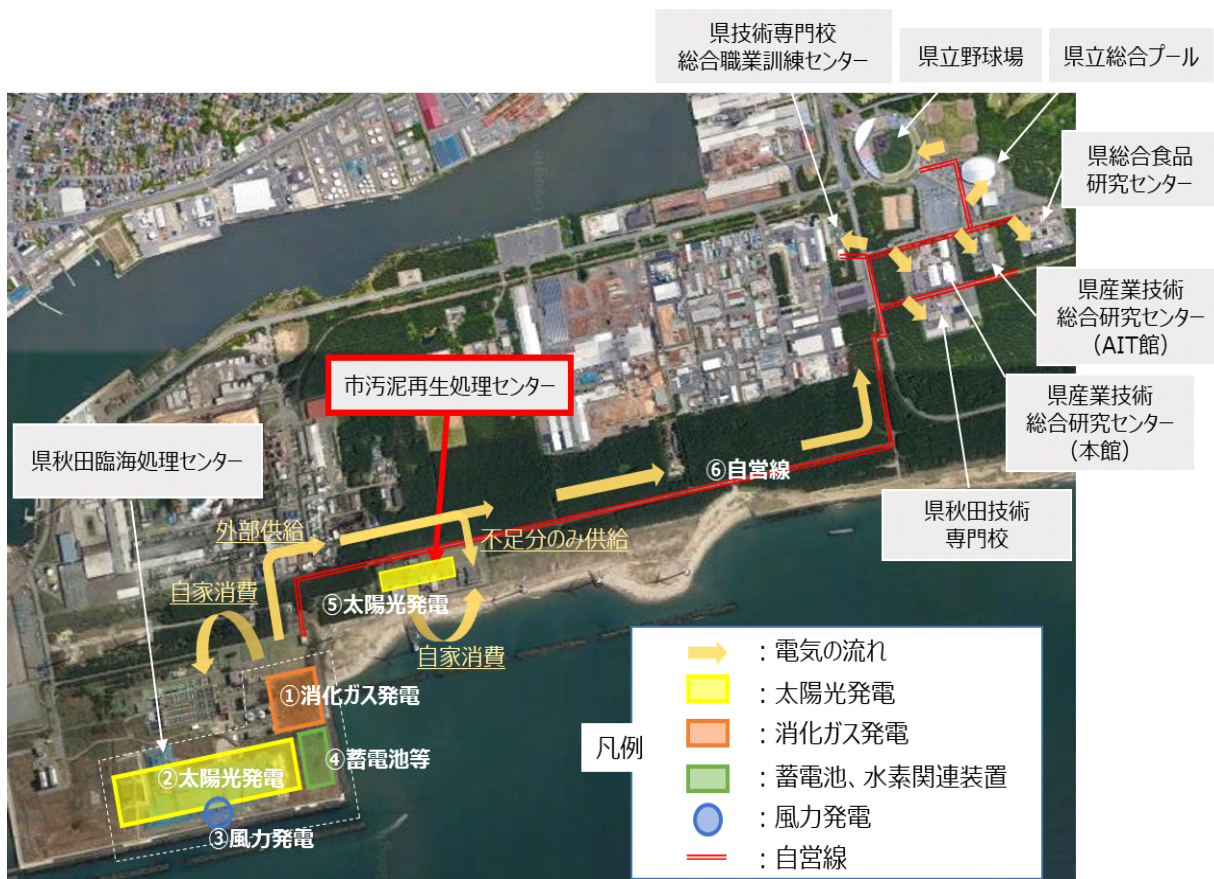 県技術専門校
総合職業訓練センター
県立野球場
県立総合プール
県総合食品
研究センター
県産業技術
総合研究センター
(AIT館)
県産業技術
総合研究センター
(本館)
県秋田技術
専門校
市汚泥再生処理センター
県秋田臨海処理センター
⑥自営線
外部供給
不足分のみ供給
自家消費
⑤太陽光発電
自家消費
①消化ガス発電
④蓄電池等
②太陽光発電
③風力発電
凡例
：電気の流れ
：太陽光発電
：消化ガス発電
：蓄電池、水素関連装置
：風力発電
：自営線
Google